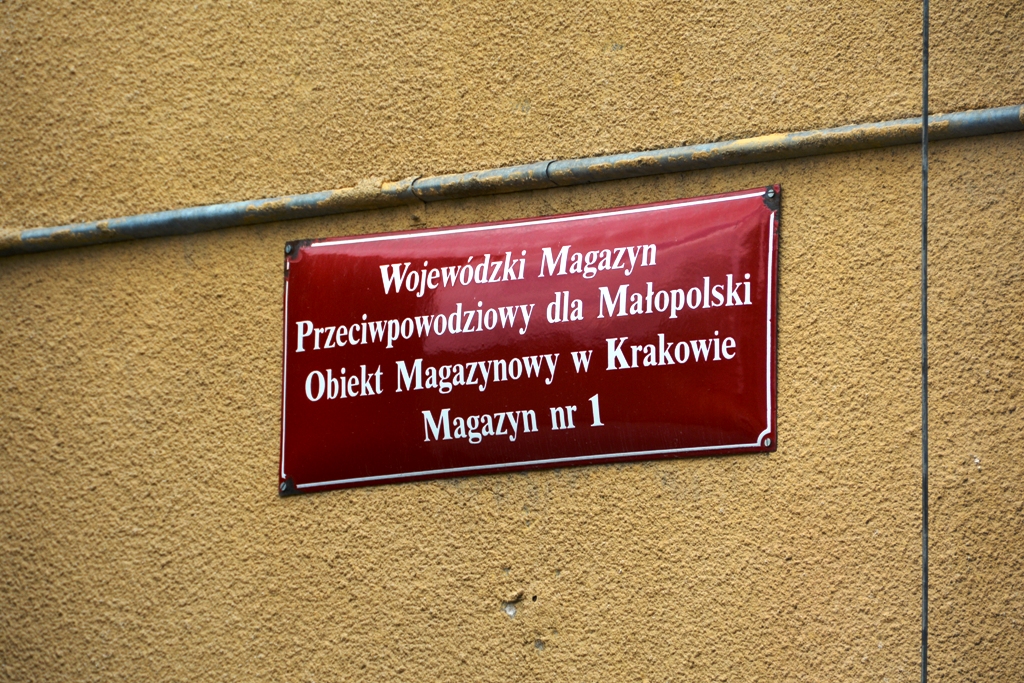 Wojewódzki Magazyn
Przeciwpowodziowy dla Małopolski
Obiekt Magazynowy w Krakowie
Magazyn nr 1